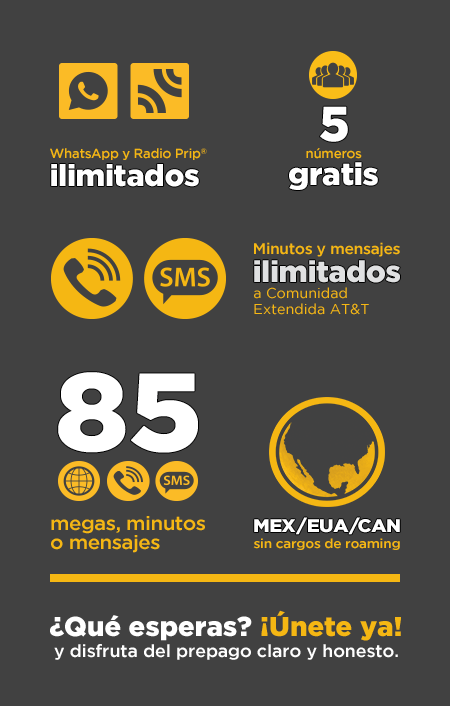 WhatsApp y Radio Prip®
ilimitados
5
números
gratis
SMS
Minutos y mensajes
ilimitados
a Comunidad
Extendida AT&T
85
SMS
megas, minutos
o mensajes
MEX/EUA/CAN
sin cargos de roaming
¿Qué esperas? ¡Únete ya!
y disfruta del prepago claro y honesto.